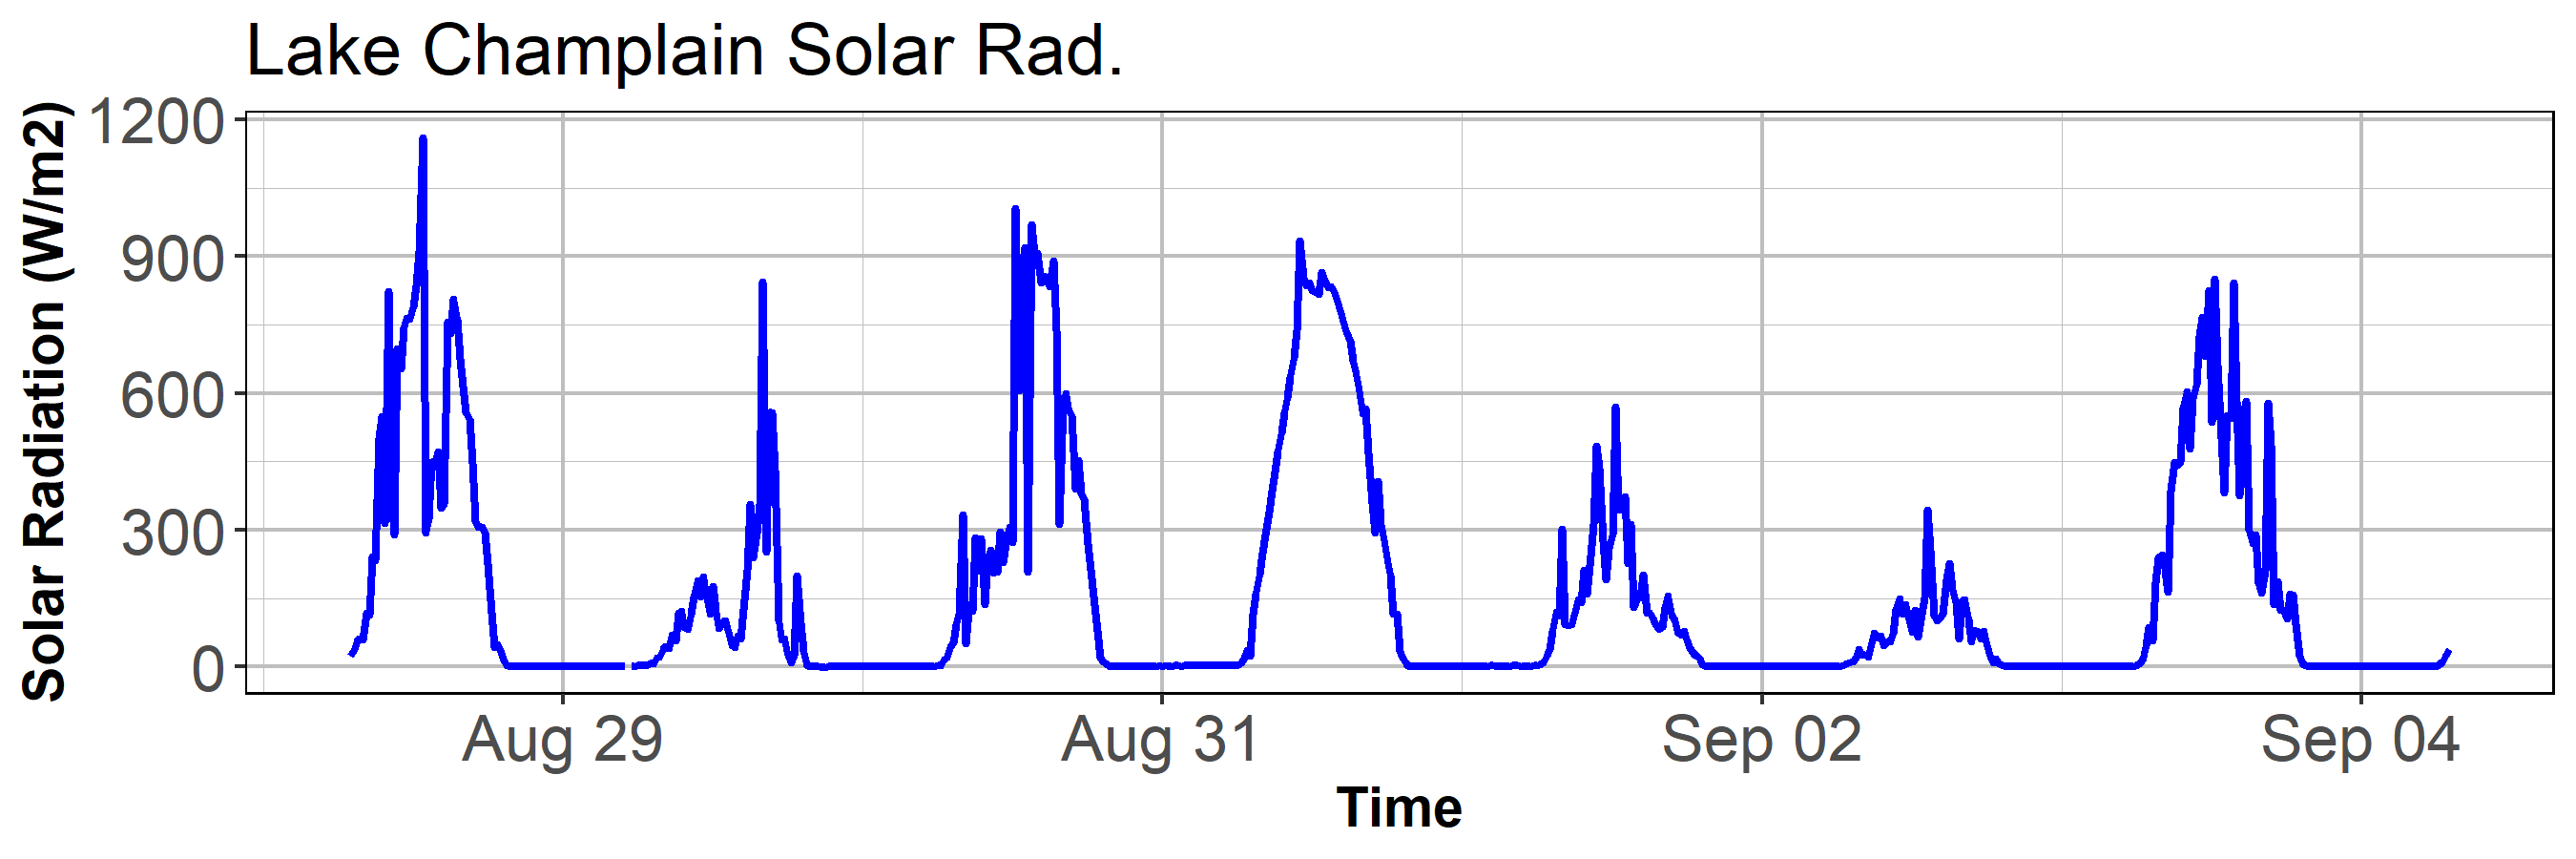 Lake Champlain Solar Rad.
Solar Radiation (W/m2)
1200
900
600
300
0
Aug 29 Aug 31 Sep 02 Sep 04
Time